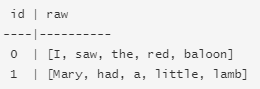 id | raw
----|----------
0 | [I, saw, the, red, baloon]
1 | [Mary, had, a, little, lamb]